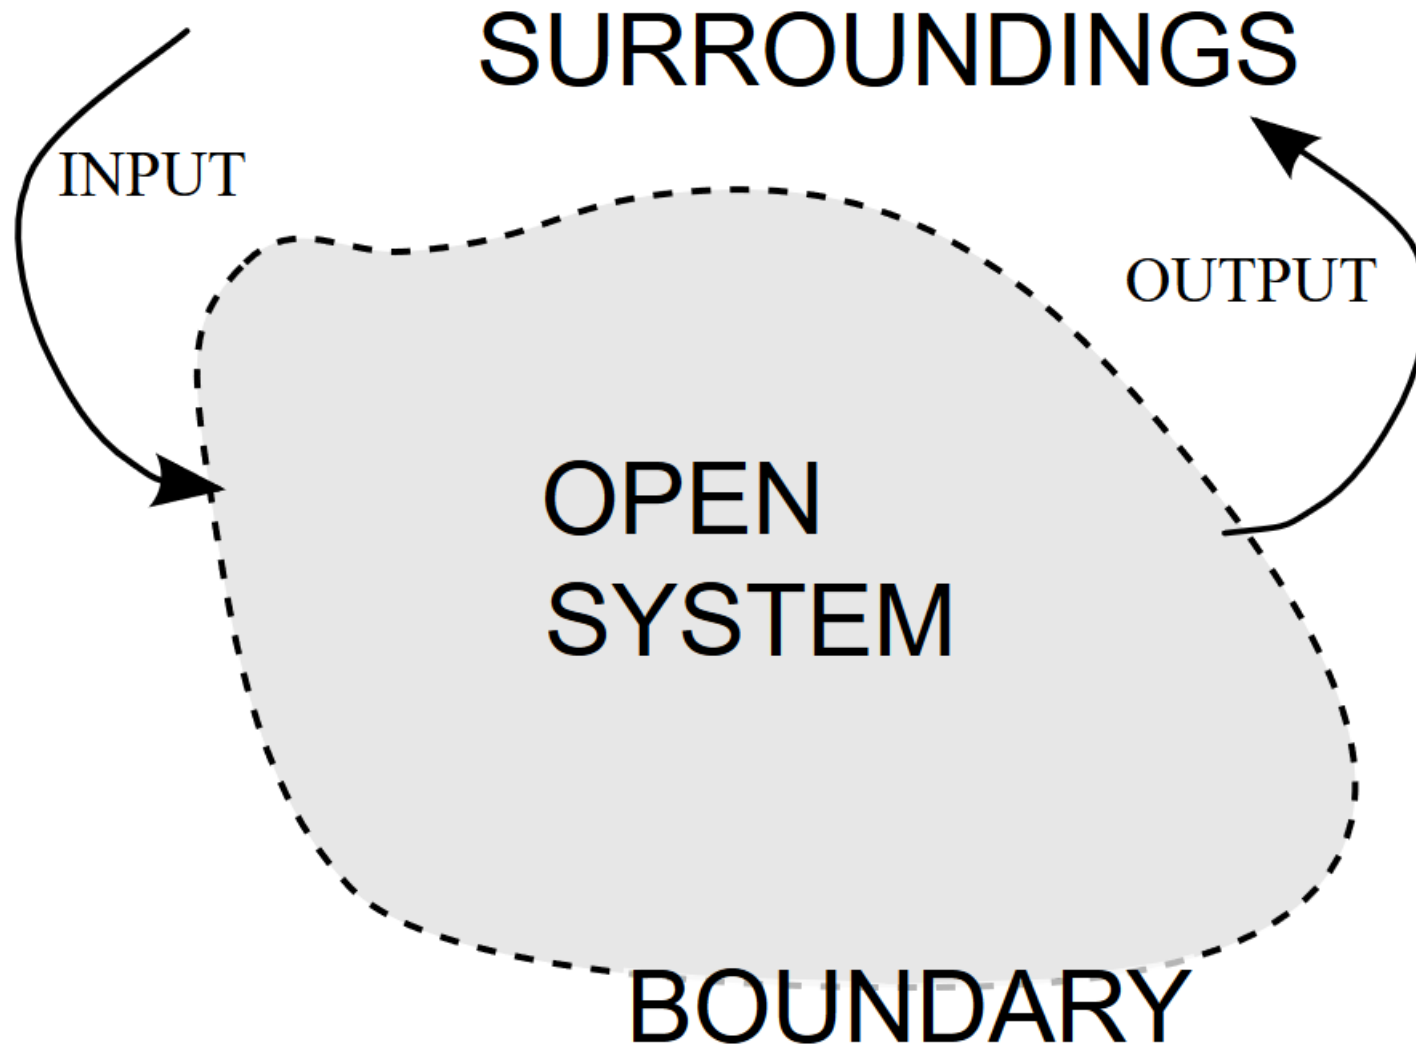 SURROUNDINGS
INPUT
OUTPUT
OPEN
SYSTEM
BOUNDARY